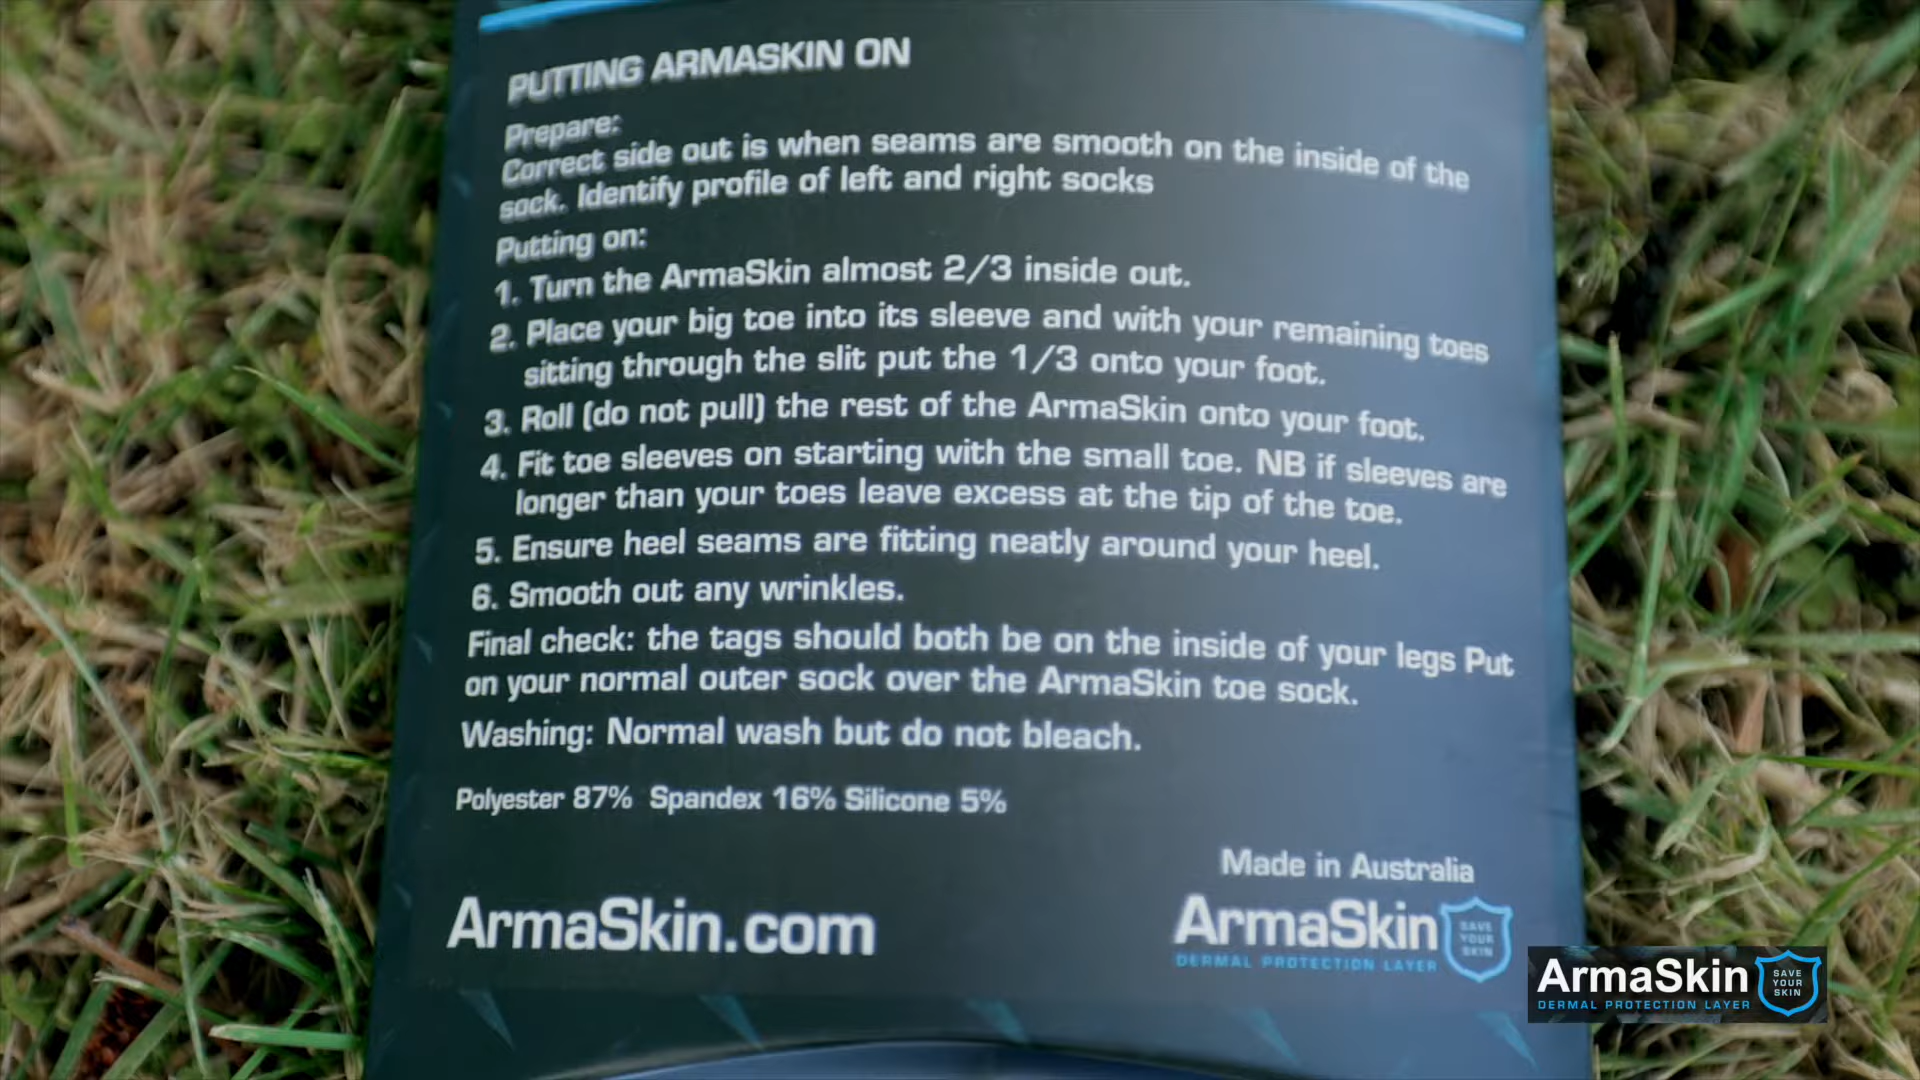 PUTTING ARMASKIN ON
Prepare:
Correct side out is when seams are smooth on the inside of the
sock. Identify profile of left and right socks
Putting on:
1. Turn the ArmaSkin almost 2/3 inside out.
2. Place your big toe into its sleeve and with your remaining toes
sitting through the slit put the 1/3 onto your foot.
3. Roll (do not pull) the rest of the ArmaSkin onto your foot.
4. Fit toe sleeves on starting with the small toe. NB if sleeves are
longer than your toes leave excess at the tip of the toe.
5. Ensure heel seams are fitting neatly around your heel.
6. Smooth out any wrinkles.
Final check: the tags should both be on the inside of your legs Put
on your normal outer sock over the ArmaSkin toe sock.
Washing: Normal wash but do not bleach.
Polyester 87% Spandex 16% Silicone 5%
Made in Australia
ArmaSkin.com
ArmaSkin
DERMAL PROTECTION LAYER
SAVE
YOUR
SKIN
ArmaSkin
DERMAL PROTECTION LAYER
SAVE
YOUR
SKIN